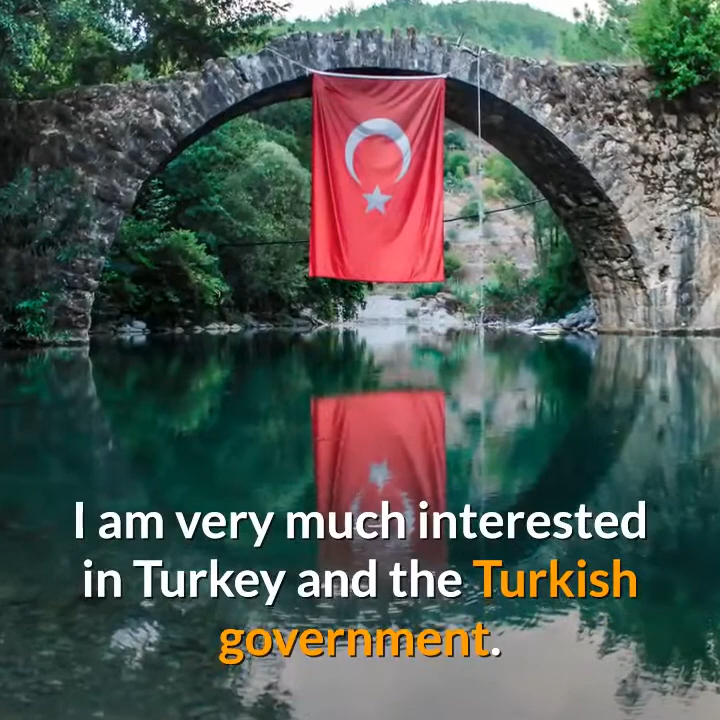 I am very much interested
in Turkey and the Turkish
government.